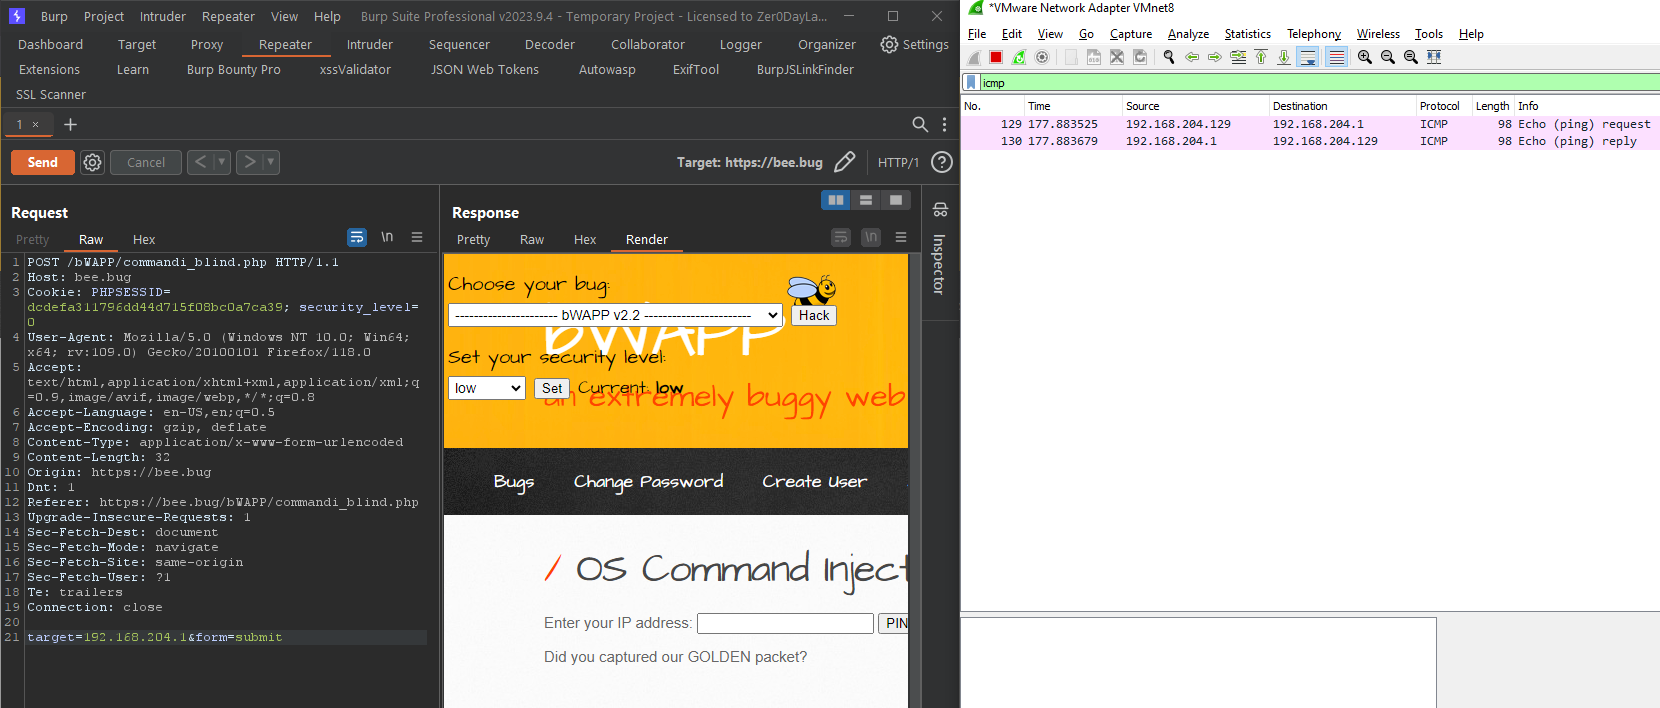 Burp Project Intruder Repeater View Help Burp Suite Professional v2023.9.4 - Temporary Project - Licensed to Zer0DayLa...
Dashboard Target Proxy Repeater Intruder Sequencer Decoder Collaborator Logger Organizer Settings
Extensions Learn Burp Bounty Pro xssValidator JSON Web Tokens Autowasp ExifTool BurpJSLinkFinder
SSL Scanner
1 × +
Send Cancel < > Target: https://bee.bug HTTP/1 ?
Request
Pretty Raw Hex \n
1 POST /bWAPP/commandi_blind.php HTTP/1.1
2 Host: bee.bug
3 Cookie: PHPSESSID=
dcdefa311796dd44d715f08bc0a7ca39; security_level=
0
4 User-Agent: Mozilla/5.0 (Windows NT 10.0; Win64;
x64; rv:109.0) Gecko/20100101 Firefox/118.0
5 Accept:
text/html,application/xhtml+xml,application/xml;q
=0.9,image/avif,image/webp,*/*;q=0.8
6 Accept-Language: en-US,en;q=0.5
7 Accept-Encoding: gzip, deflate
8 Content-Type: application/x-www-form-urlencoded
9 Content-Length: 32
10 Origin: https://bee.bug
11 Dnt: 1
12 Referer: https://bee.bug/bWAPP/commandi_blind.php
13 Upgrade-Insecure-Requests: 1
14 Sec-Fetch-Dest: document
15 Sec-Fetch-Mode: navigate
16 Sec-Fetch-Site: same-origin
17 Sec-Fetch-User: ?1
18 Te: trailers
19 Connection: close
20
21 target=192.168.204.1&form=submit
Response
Pretty Raw Hex Render \n
Choose your bug:
---------------------- bWAPP v2.2 ----------------------- Hack
bWAPP
Set your security level:
low Set Current: low
an extremely buggy web
Bugs Change Password Create User
/ OS Command Inject
Enter your IP address: PIN
Did you captured our GOLDEN packet?
Inspector
*VMware Network Adapter VMnet8
File Edit View Go Capture Analyze Statistics Telephony Wireless Tools Help
icmp
No. Time Source Destination Protocol Length Info
129 177.883525 192.168.204.129 192.168.204.1 ICMP 98 Echo (ping) request
130 177.883679 192.168.204.1 192.168.204.129 ICMP 98 Echo (ping) reply